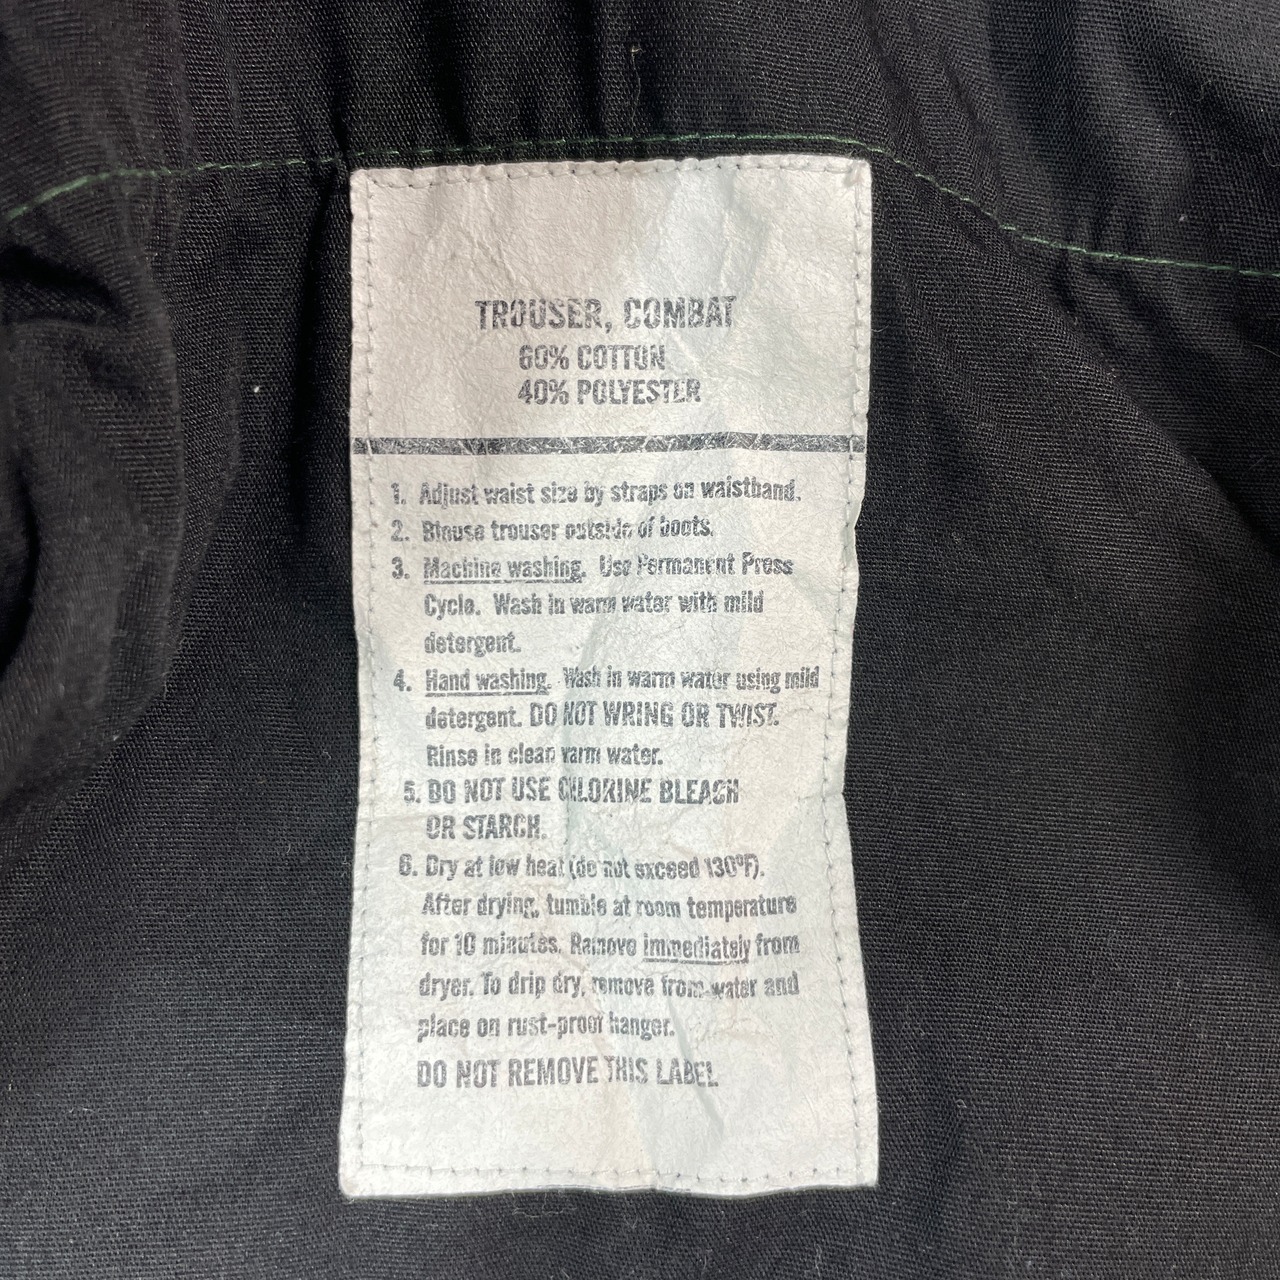 TROUSER, COMBAT
60% COTTON
40% POLYESTER
1. Adjust waist size by straps on waistband.
2. Blouse trouser outside of boots.
3. Machine washing. Use Permanent Press
Cycle. Wash in warm water with mild
detergent.
4. Hand washing. Wash in warm water using mild
detergent. DO NOT WRING OR TWIST.
Rinse in clean warm water.
5. DO NOT USE CHLORINE BLEACH
OR STARCH.
6. Dry at low heat (do not exceed 130°F).
After drying, tumble at room temperature
for 10 minutes. Remove immediately from
dryer. To drip dry, remove from water and
place on rust-proof hanger.
DO NOT REMOVE THIS LABEL